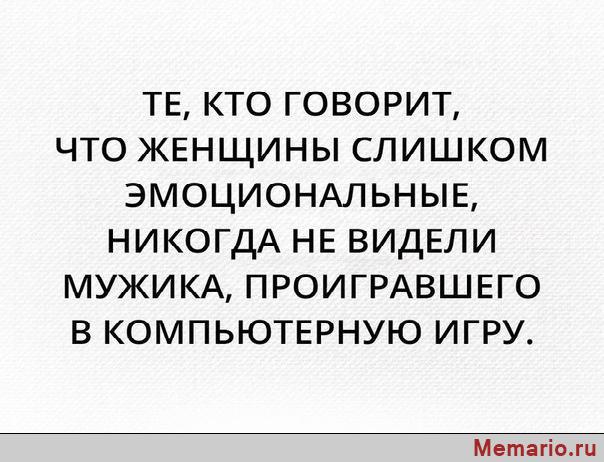 ТЕ, КТО ГОВОРИТ,
ЧТО ЖЕНЩИНЫ СЛИШКОМ
ЭМОЦИОНАЛЬНЫЕ,
НИКОГДА НЕ ВИДЕЛИ
МУЖИКА, ПРОИГРАВШЕГО
В КОМПЬЮТЕРНУЮ ИГРУ.
Memario.ru